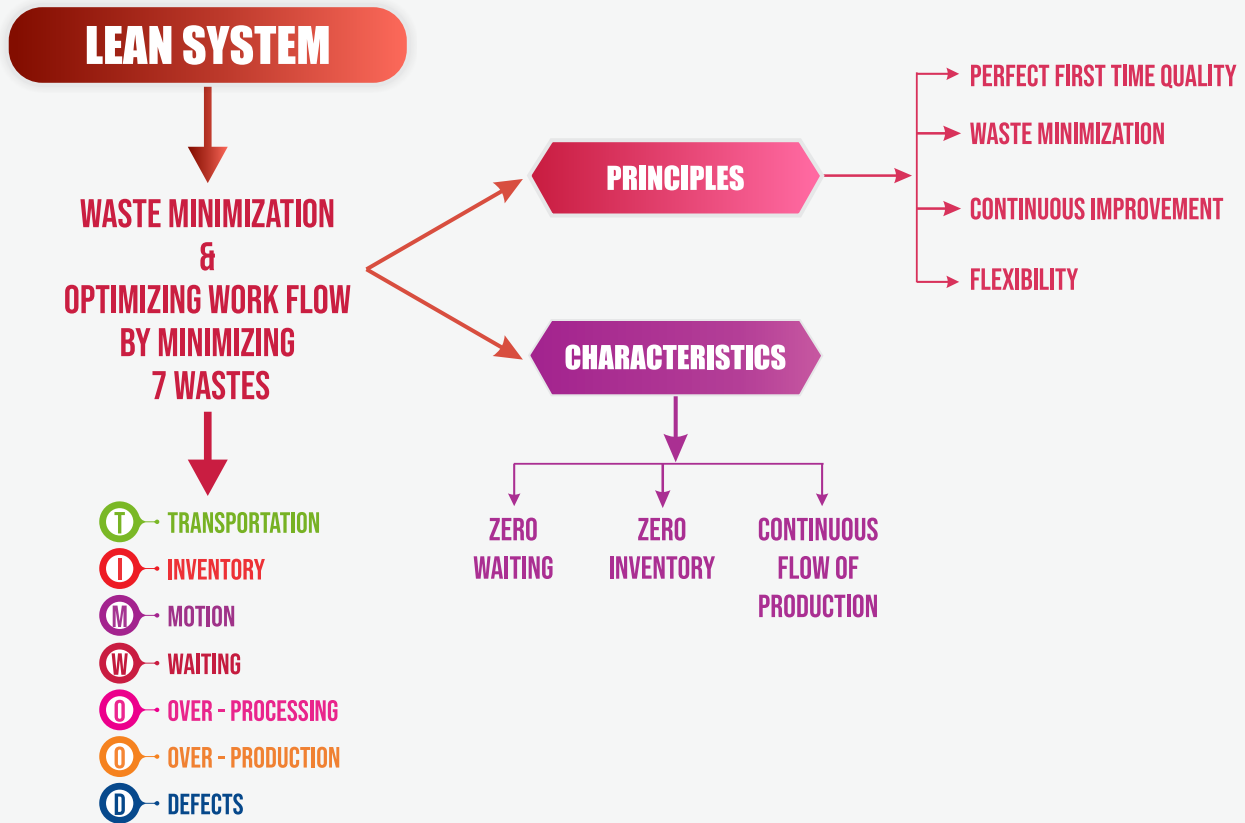 LEAN SYSTEM
WASTE MINIMIZATION
&
OPTIMIZING WORK FLOW
BY MINIMIZING
7 WASTES
T TRANSPORTATION
I INVENTORY
M MOTION
W WAITING
O OVER - PROCESSING
O OVER - PRODUCTION
D DEFECTS
PRINCIPLES
PERFECT FIRST TIME QUALITY
WASTE MINIMIZATION
CONTINUOUS IMPROVEMENT
FLEXIBILITY
CHARACTERISTICS
ZERO
WAITING
ZERO
INVENTORY
CONTINUOUS
FLOW OF
PRODUCTION